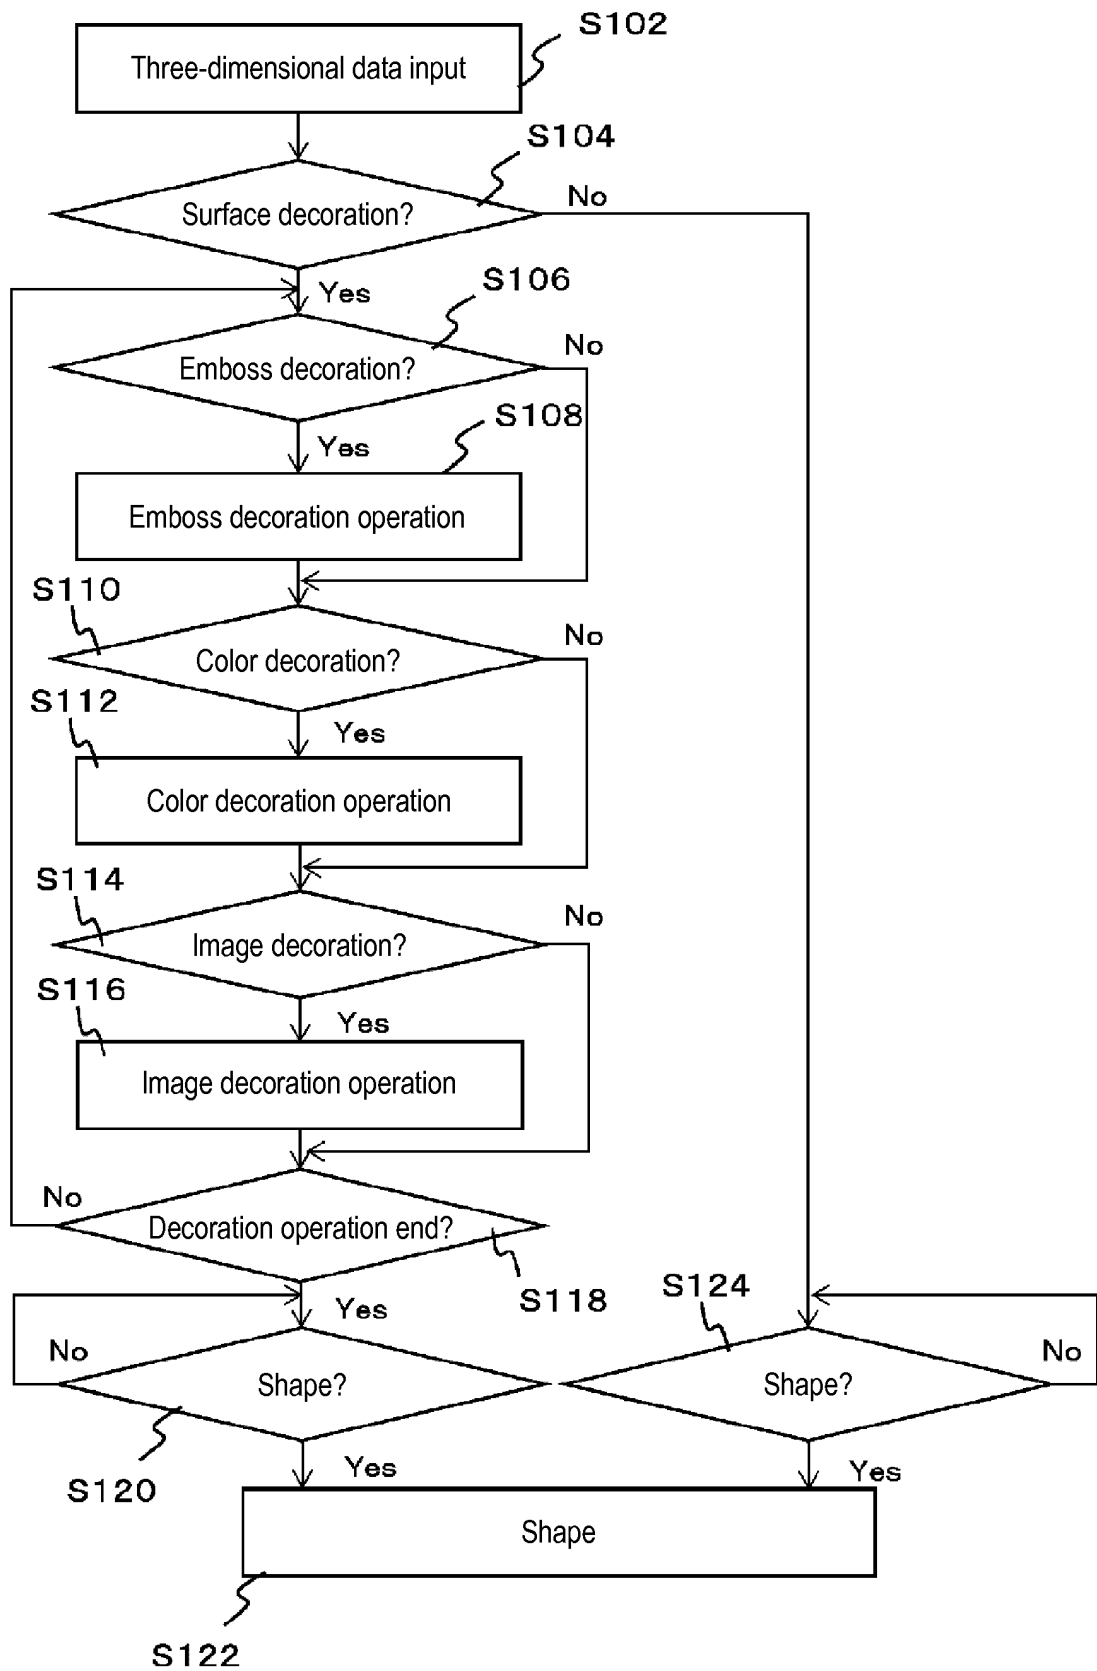 S102
Three-dimensional data input
S104
Surface decoration?
No
Yes
S106
Emboss decoration?
No
Yes
S108
Emboss decoration operation
S110
Color decoration?
No
S112
Yes
Color decoration operation
S114
Image decoration?
No
S116
Yes
Image decoration operation
No
Decoration operation end?
S118
Yes
S124
No
Shape?
Shape?
No
S120
Yes
Yes
Shape
S122